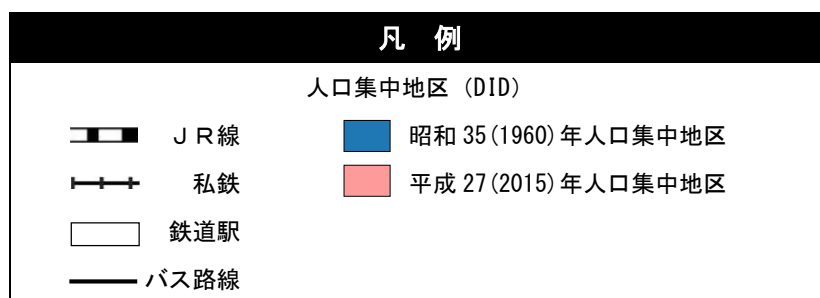 凡 例
人口集中地区 (DID)
ＪＲ線
昭和 35(1960)年人口集中地区
私鉄
平成 27(2015)年人口集中地区
鉄道駅
バス路線